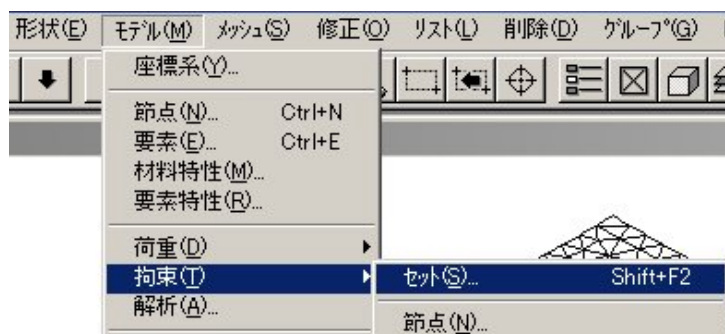 形状(E) モデル(M) メッシュ(S) 修正(O) リスト(L) 削除(D) グループ(G)
座標系(Y)...
節点(N)... Ctrl+N
要素(E)... Ctrl+E
材料特性(M)...
要素特性(R)...
荷重(D)
拘束(T)
セット(S)... Shift+F2
解析(A)...
節点(N)...